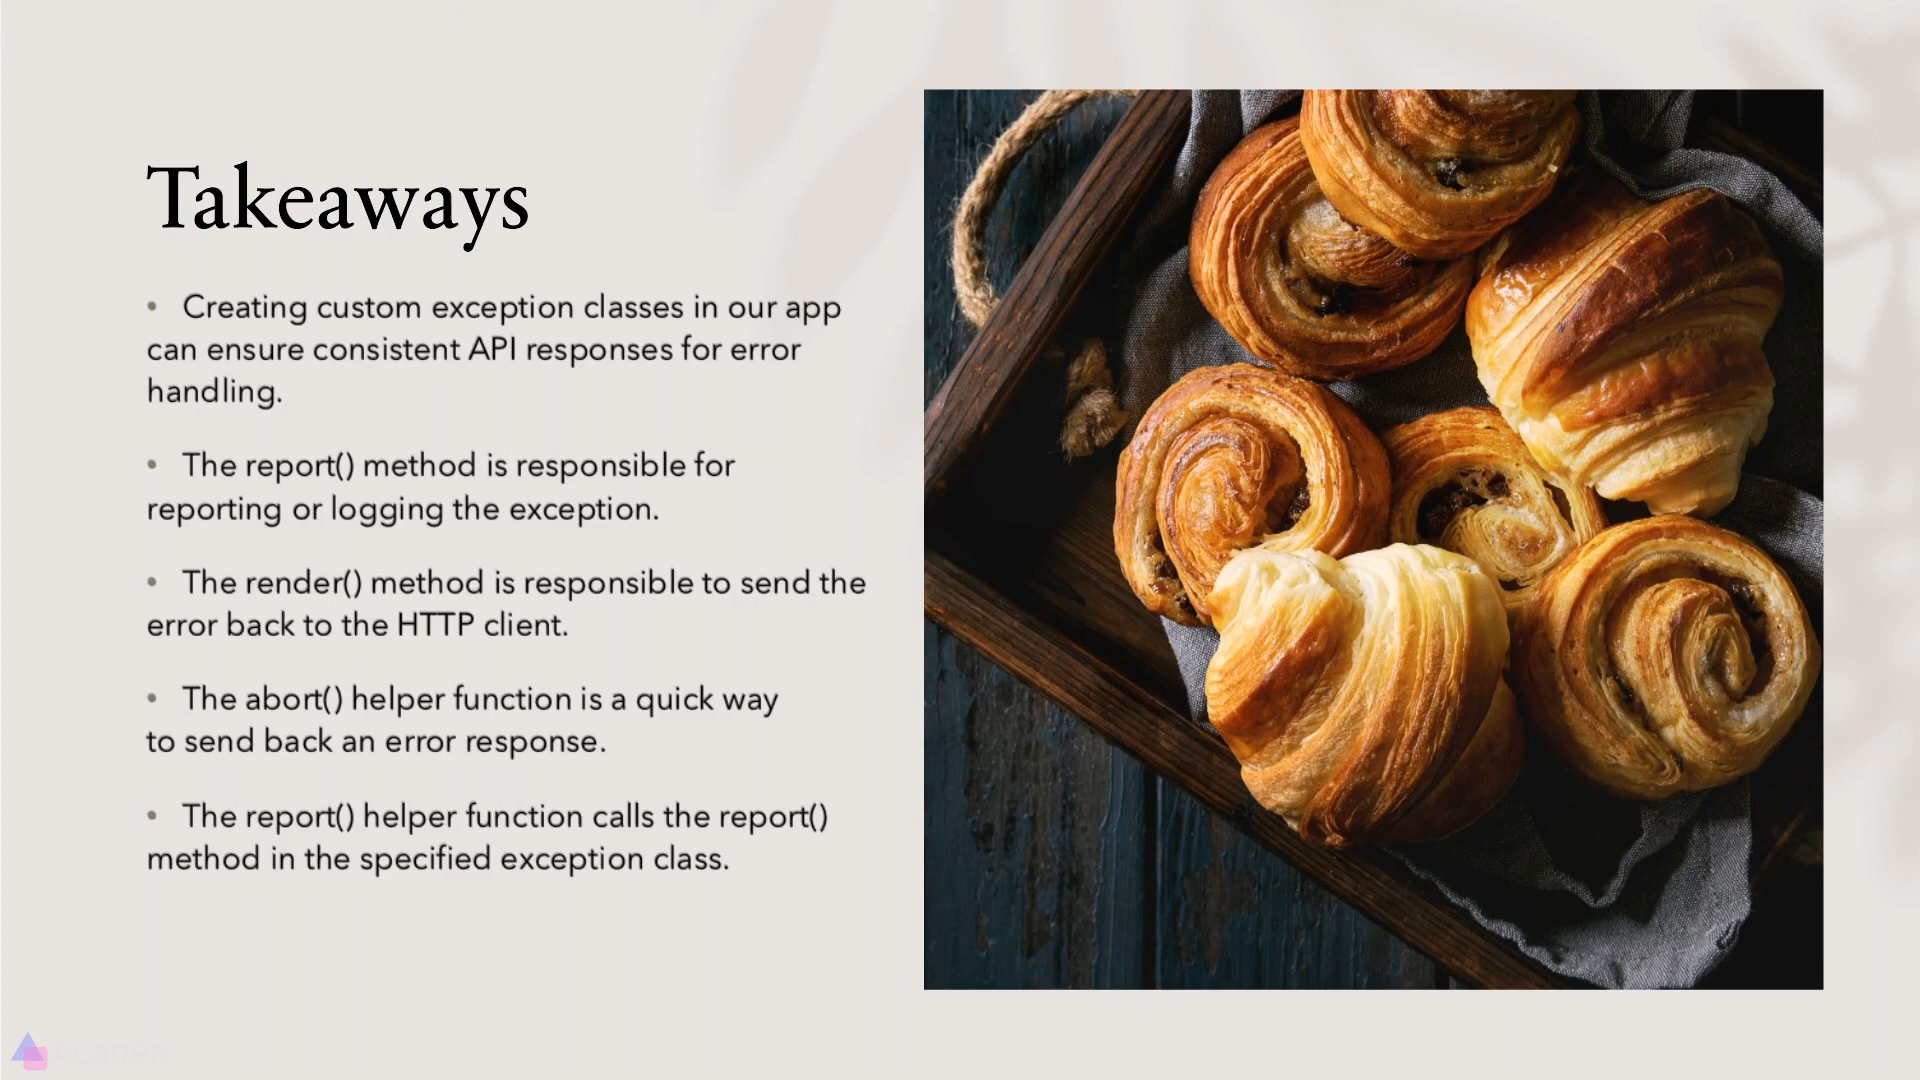 Takeaways
• Creating custom exception classes in our app
can ensure consistent API responses for error
handling.
• The report() method is responsible for
reporting or logging the exception.
• The render() method is responsible to send the
error back to the HTTP client.
• The abort() helper function is a quick way
to send back an error response.
• The report() helper function calls the report()
method in the specified exception class.